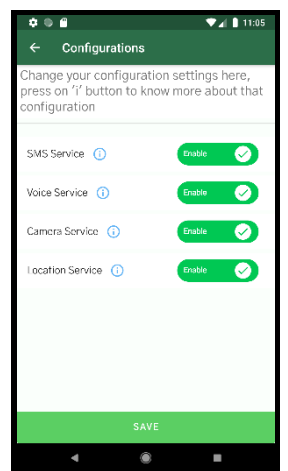 11:05
Configurations
Change your configuration settings here,
press on 'i' button to know more about that
configuration
SMS Service i Enable
Voice Service i Enable
Camera Service i Enable
Location Service i Enable
SAVE